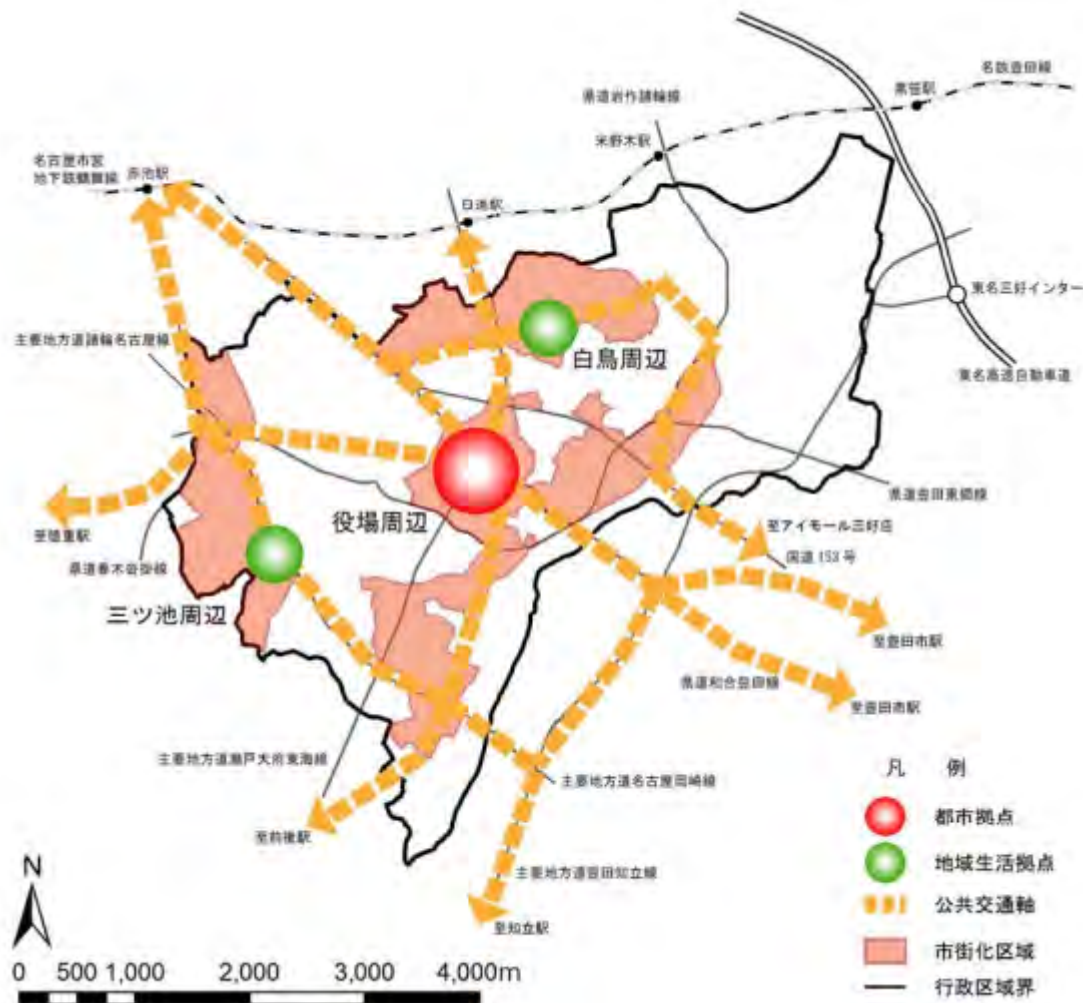 名鉄豊田線
黒笹駅
県道岩作諸輪線
米野木駅
名古屋市営
地下鉄鶴舞線
赤池駅
日進駅
東名三好インター
主要地方道諸輪名古屋線
白鳥周辺
東名高速自動車道
県道豊田東郷線
役場周辺
至徳重駅
至アイモール三好店
国道153号
県道春木沓掛線
三ツ池周辺
至豊田市駅
県道和合豊田線
至豊田市駅
主要地方道瀬戸大府東海線
主要地方道名古屋岡崎線
至前後駅
主要地方道豊田知立線
至知立駅
凡 例
都市拠点
地域生活拠点
公共交通軸
市街化区域
行政区域界
N
0 500 1,000 2,000 3,000 4,000m